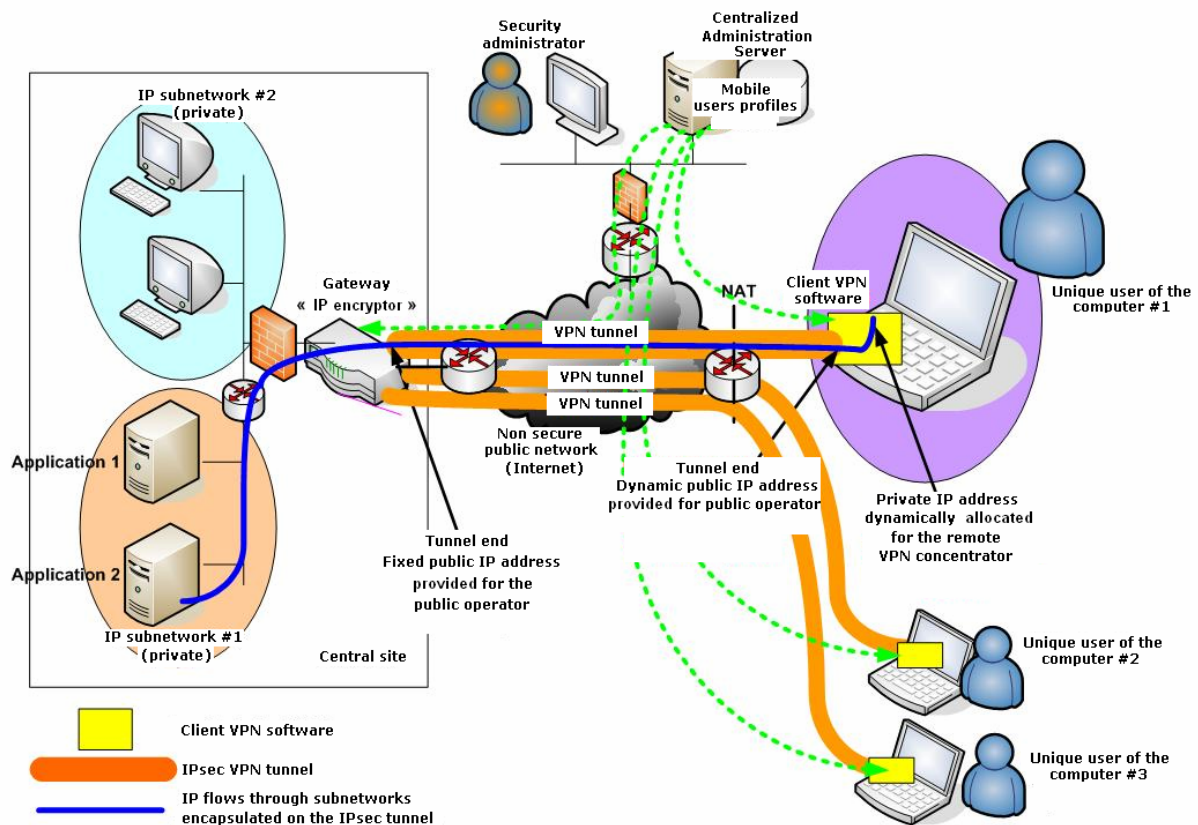 Security
administrator
Centralized
Administration
Server
Mobile
users profiles
IP subnetwork #2
(private)
Gateway
« IP encryptor »
NAT
Client VPN
software
Unique user of the
computer #1
VPN tunnel
VPN tunnel
VPN tunnel
Non secure
public network
(Internet)
Application 1
Application 2
Tunnel end
Dynamic public IP address
provided for public operator
Private IP address
dynamically allocated
for the remote
VPN concentrator
Tunnel end
Fixed public IP address
provided for the
public operator
IP subnetwork #1
(private)
Central site
Unique user of the
computer #2
Unique user of the
computer #3
Client VPN software
IPsec VPN tunnel
IP flows through subnetworks
encapsulated on the IPsec tunnel